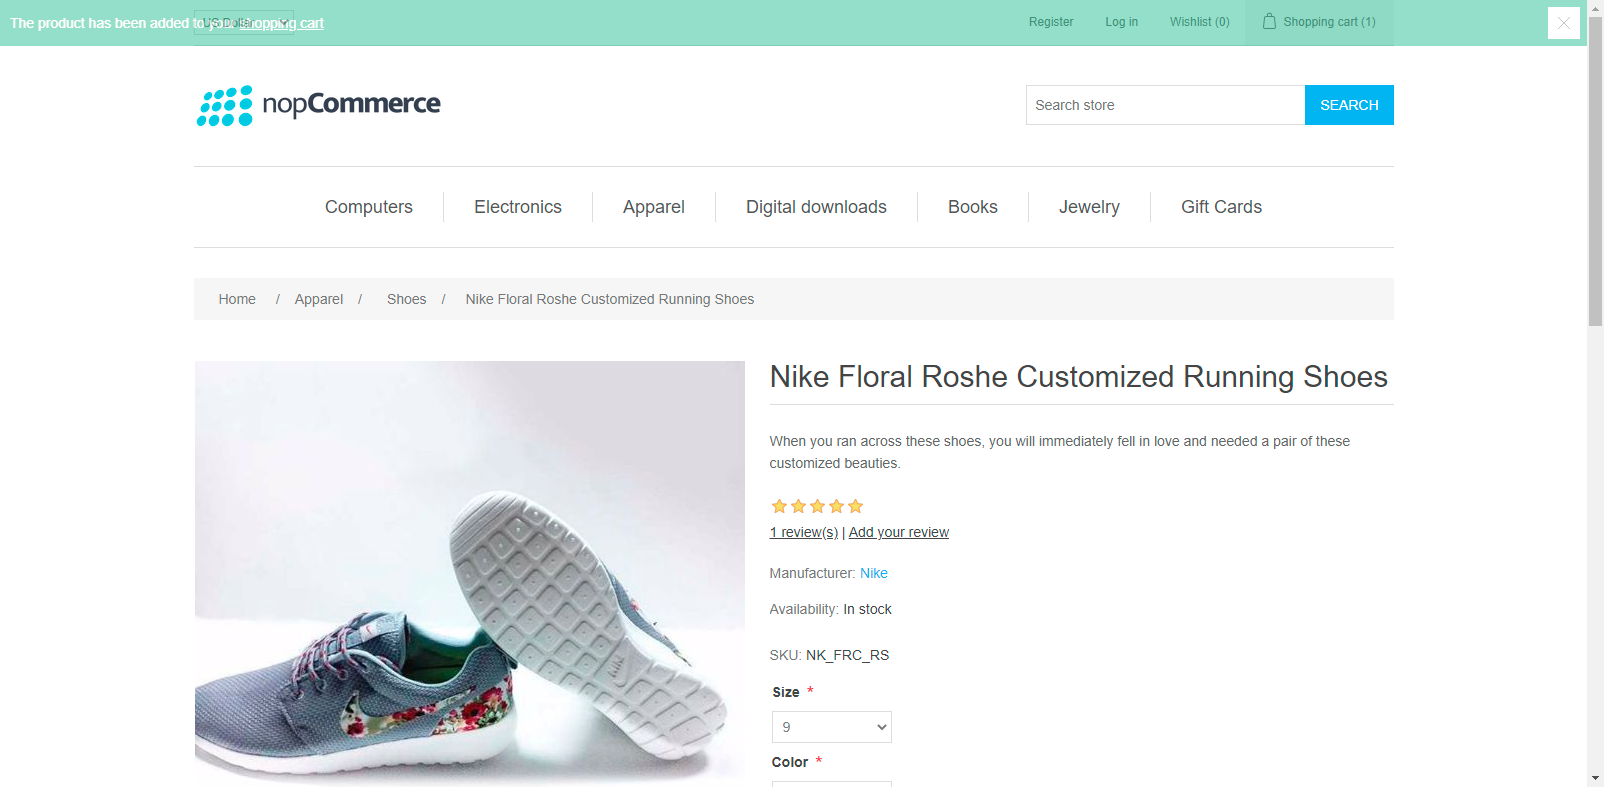 The product has been added to your shopping cart
US Dollar
Register Log in Wishlist (0) Shopping cart (1)
nopCommerce
Search store SEARCH
Computers Electronics Apparel Digital downloads Books Jewelry Gift Cards
Home / Apparel / Shoes / Nike Floral Roshe Customized Running Shoes
Nike Floral Roshe Customized Running Shoes
When you ran across these shoes, you will immediately fell in love and needed a pair of these
customized beauties.
1 review(s) | Add your review
Manufacturer: Nike
Availability: In stock
SKU: NK_FRC_RS
Size *
9
Color *